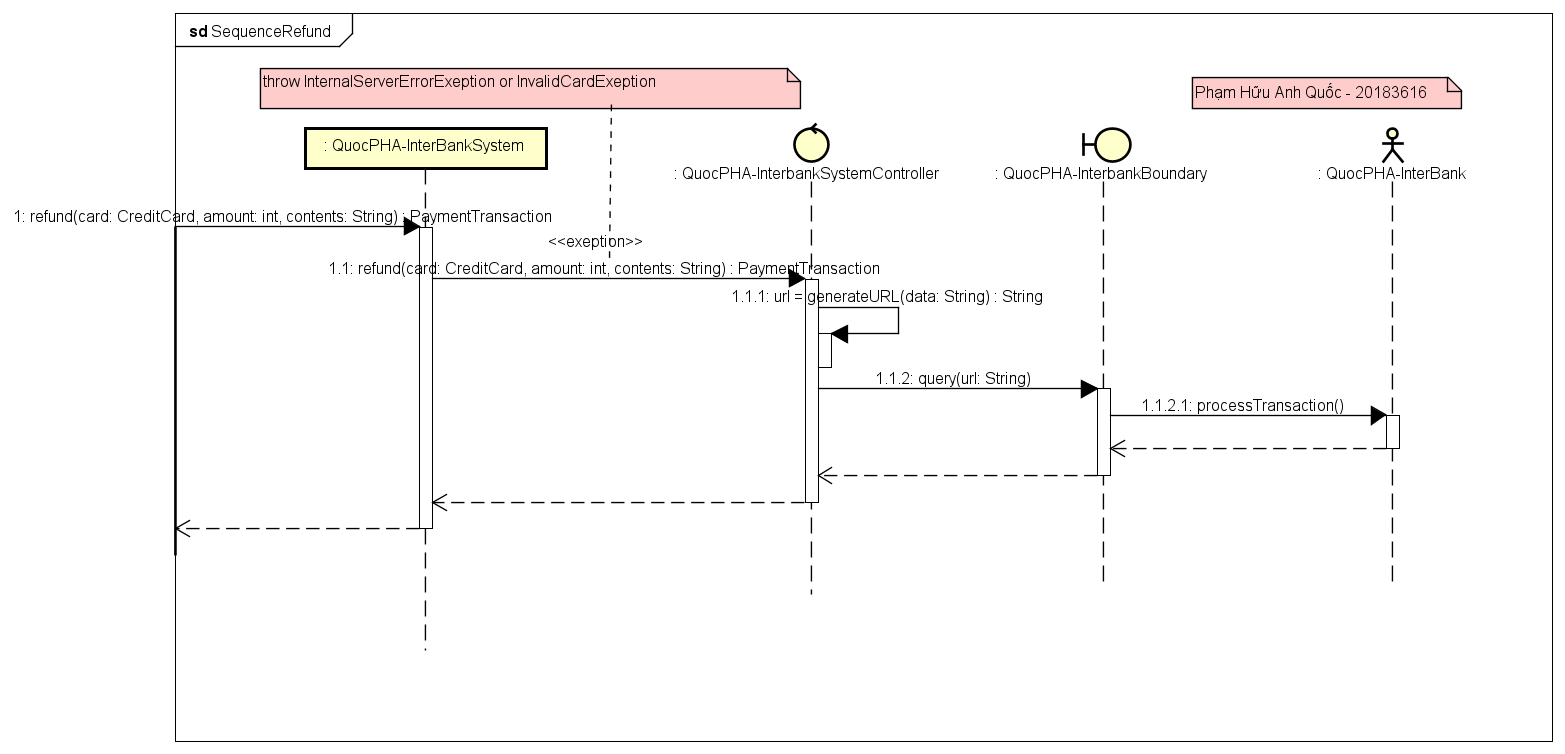 sd SequenceRefund
throw InternalServerErrorExeption or InvalidCardExeption
Phạm Hữu Anh Quốc - 20183616
: QuocPHA-InterBankSystem
: QuocPHA-InterbankSystemController
: QuocPHA-InterbankBoundary
: QuocPHA-InterBank
1: refund(card: CreditCard, amount: int, contents: String) : PaymentTransaction
<<exeption>>
1.1: refund(card: CreditCard, amount: int, contents: String) : PaymentTransaction
1.1.1: url = generateURL(data: String) : String
1.1.2: query(url: String)
1.1.2.1: processTransaction()